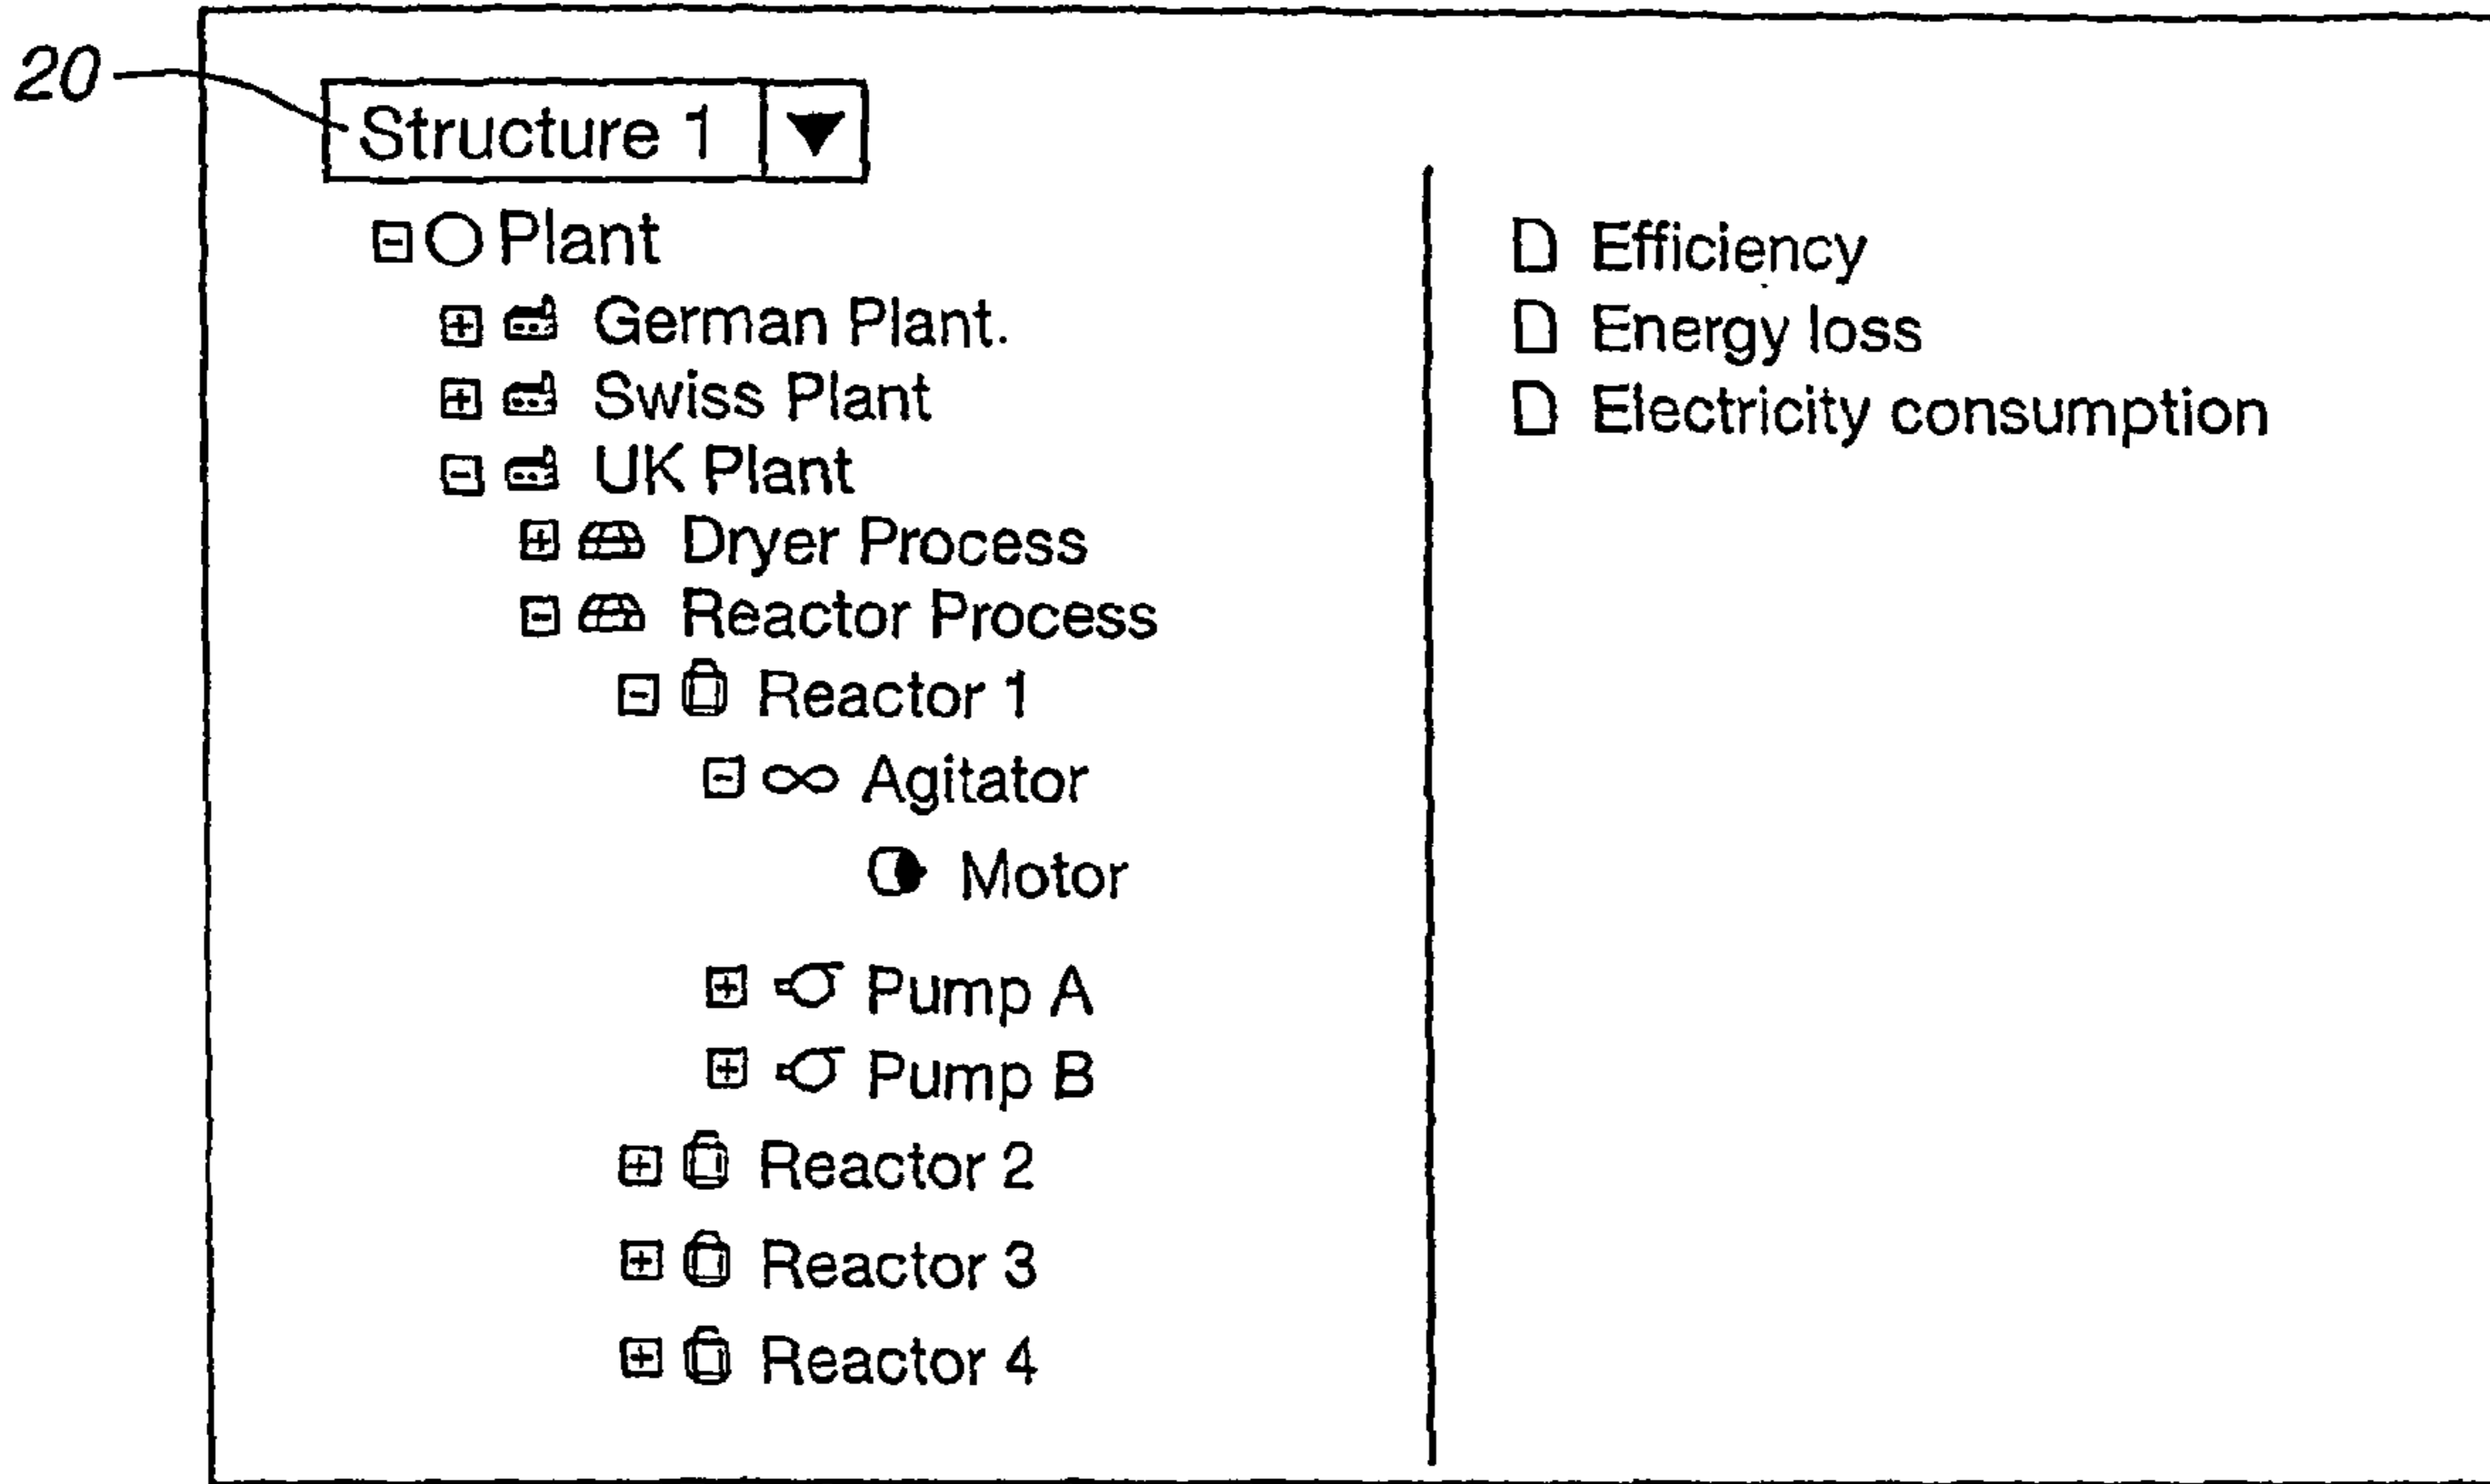 20
Structure 1
Plant
German Plant.
Swiss Plant
UK Plant
Dryer Process
Reactor Process
Reactor 1
Agitator
Motor
Pump A
Pump B
Reactor 2
Reactor 3
Reactor 4
Efficiency
Energy loss
Electricity consumption